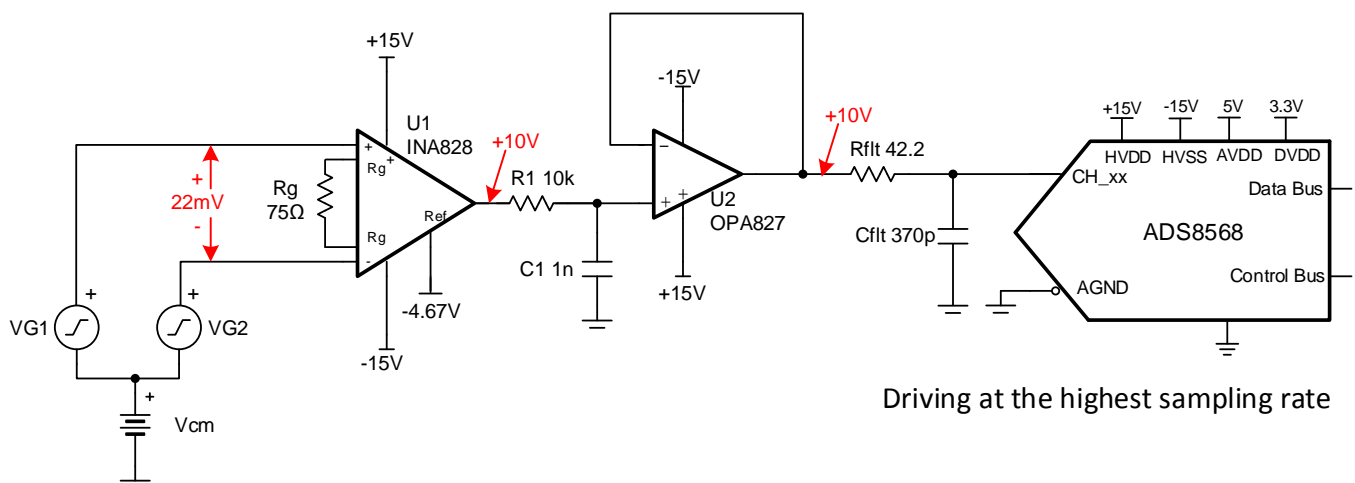 +15V
-15V
U1
INA828
+10V
R1 10k
+
+
Rg
Rg
75Ω
Rg
Ref
-
+
22mV
-
C1 1n
-4.67V
-15V
+
VG1
+
VG2
+
Vcm
-
+
+
U2
OPA827
+15V
+10V
Rflt 42.2
Cflt 370p
+15V
-15V
5V
3.3V
HVDD
HVSS
AVDD
DVDD
CH_xx
Data Bus
ADS8568
Control Bus
AGND
Driving at the highest sampling rate